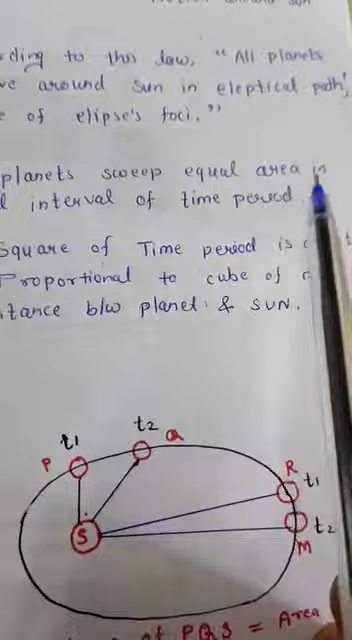 ding to this law, "All planets
ve around sun in eleptical path,
e of elipse's foci."
planets sweep equal area in
l interval of time period
Square of Time period is
Proportional to cube of
tance b/w planet & SUN.
t1
t2
P
Q
S
R
t1
t2
M
of PQS = Area